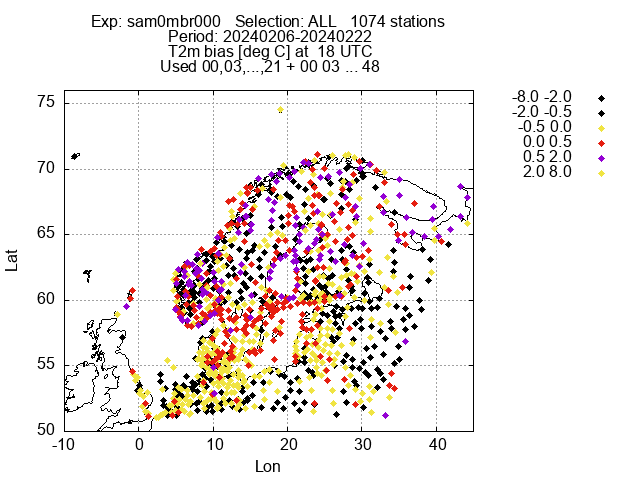 Exp: sam0mbr000 Selection: ALL 1074 stations
Period: 20240206-20240222
T2m bias [deg C] at 18 UTC
Used 00,03,...,21 + 00 03 ... 48
-8.0 -2.0
-2.0 -0.5
-0.5 0.0
0.0 0.5
0.5 2.0
2.0 8.0
75
70
65
60
55
50
Lat
-10 0 10 20 30 40
Lon